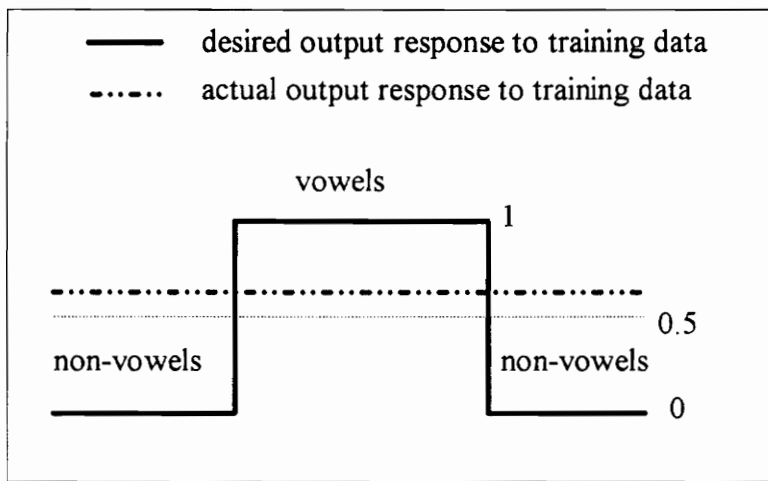 desired output response to training data
actual output response to training data
vowels
1
0.5
non-vowels
non-vowels
0